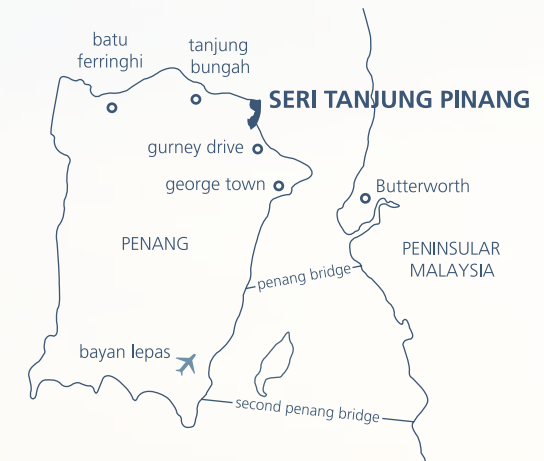 batu
ferringhi
tanjung
bungah
SERI TANJUNG PINANG
gurney drive
george town
Butterworth
PENANG
PENINSULAR
MALAYSIA
penang bridge
bayan lepas
second penang bridge